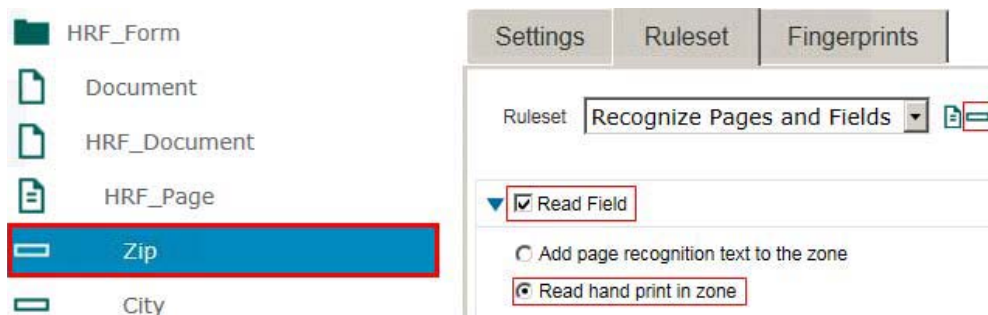 HRF_Form
Document
HRF_Document
HRF_Page
Zip
City
Settings Ruleset Fingerprints
Ruleset Recognize Pages and Fields
Read Field
Add page recognition text to the zone
Read hand print in zone